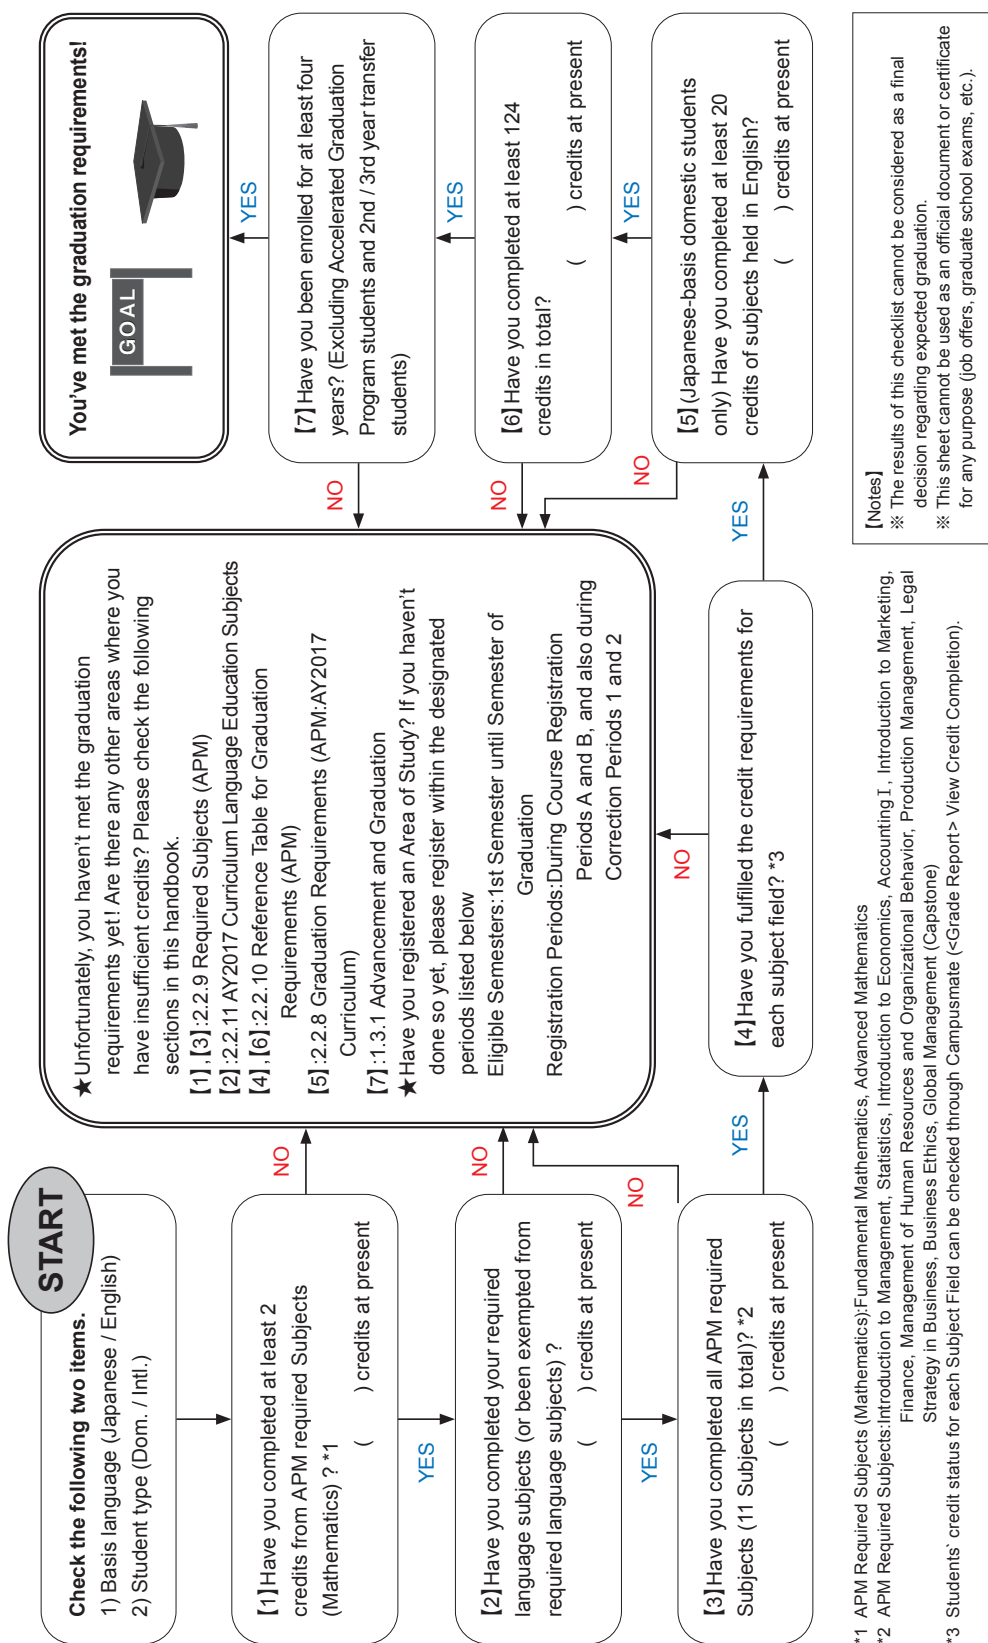 START
Check the following two items.
1) Basis language (Japanese / English)
2) Student type (Dom. / Intl.)
【1】Have you completed at least 2
credits from APM required Subjects
(Mathematics) ? *1
( ) credits at present
NO
YES
【2】Have you completed your required
language subjects (or been exempted from
required language subjects) ?
( ) credits at present
NO
YES
【3】Have you completed all APM required
Subjects (11 Subjects in total)? *2
( ) credits at present
NO
YES
★Unfortunately, you haven't met the graduation
requirements yet! Are there any other areas where you
have insufficient credits? Please check the following
sections in this handbook.
【1】,【3】:2.2.9 Required Subjects (APM)
【2】:2.2.11 AY2017 Curriculum Language Education Subjects
【4】,【6】:2.2.10 Reference Table for Graduation
Requirements (APM)
【5】:2.2.8 Graduation Requirements (APM:AY2017
Curriculum)
【7】:1.3.1 Advancement and Graduation
★Have you registered an Area of Study? If you haven't
done so yet, please register within the designated
periods listed below
Eligible Semesters:1st Semester until Semester of
Graduation
Registration Periods:During Course Registration
Periods A and B, and also during
Correction Periods 1 and 2
NO
【4】Have you fulfilled the credit requirements for
each subject field? *3
YES
You've met the graduation requirements!
GOAL
YES
【7】Have you been enrolled for at least four
years? (Excluding Accelerated Graduation
Program students and 2nd / 3rd year transfer
students)
NO
YES
【6】Have you completed at least 124
credits in total?
( ) credits at present
NO
YES
【5】(Japanese-basis domestic students
only) Have you completed at least 20
credits of subjects held in English?
( ) credits at present
NO
*1 APM Required Subjects (Mathematics):Fundamental Mathematics, Advanced Mathematics
*2 APM Required Subjects:Introduction to Management, Statistics, Introduction to Economics, AccountingⅠ, Introduction to Marketing,
Finance, Management of Human Resources and Organizational Behavior, Production Management, Legal
Strategy in Business, Business Ethics, Global Management (Capstone)
*3 Students` credit status for each Subject Field can be checked through Campusmate (<Grade Report> View Credit Completion).
【Notes】
※ The results of this checklist cannot be considered as a final
decision regarding expected graduation.
※ This sheet cannot be used as an official document or certificate
for any purpose (job offers, graduate school exams, etc.).